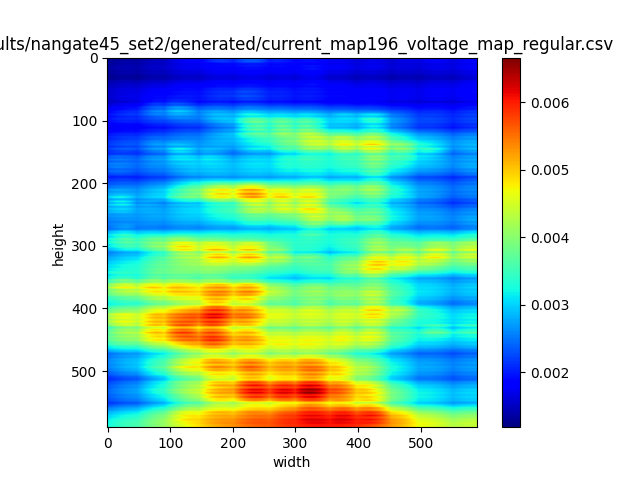 ults/nangate45_set2/generated/current_map196_voltage_map_regular.csv
0
100
200
300
400
500
height
0 100 200 300 400 500
width
0.006
0.005
0.004
0.003
0.002